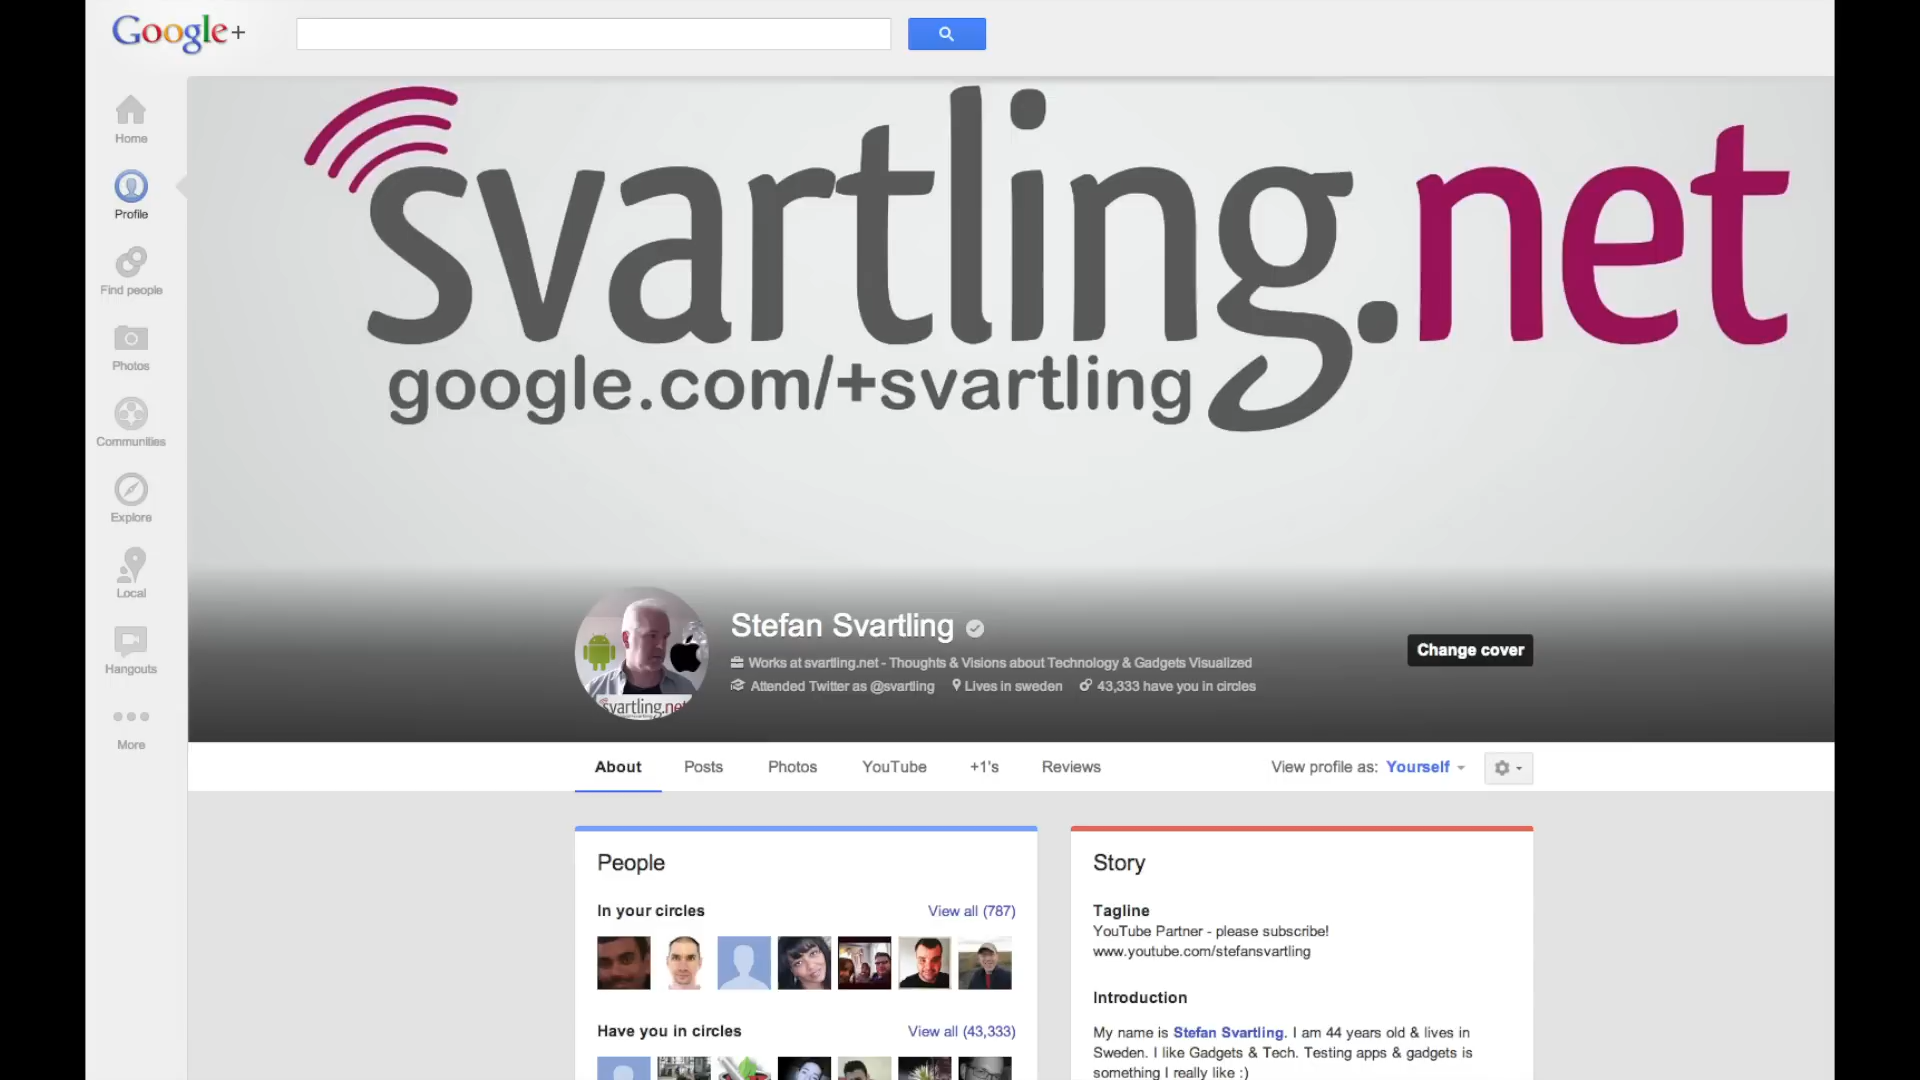 Google+
Home
Profile
Find people
Photos
Communities
Explore
Local
Hangouts
More
svartling.net
google.com/+svartling
svartling.net
Stefan Svartling
Works at svartling.net - Thoughts & Visions about Technology & Gadgets Visualized
Attended Twitter as @svartling Lives in sweden 43,333 have you in circles
Change cover
About Posts Photos YouTube +1's Reviews View profile as: Yourself
People
In your circles View all (787)
Have you in circles View all (43,333)
Story
Tagline
YouTube Partner - please subscribe!
www.youtube.com/stefansvartling
Introduction
My name is Stefan Svartling. I am 44 years old & lives in
Sweden. I like Gadgets & Tech. Testing apps & gadgets is
something I really like :)